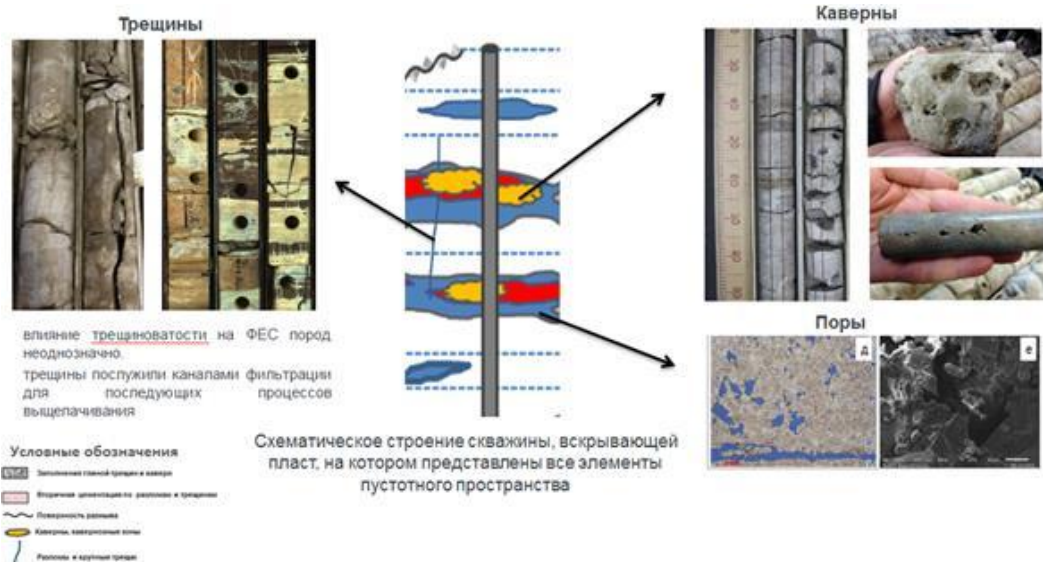 Трещины
Каверны
влияние трещиноватости на ФЕС пород
неоднозначно.
трещины послужили каналами фильтрации
для последующих процессов
выщелачивания
Поры
д
е
Схематическое строение скважины, вскрывающей
пласт, на котором представлены все элементы
пустотного пространства
Условные обозначения
Заполнения глиной трещин и каверн
Вторичная цементация по разломам и трещинам
Поверхность размыва
Каверны, кавернозные зоны
Разломы и крупные трещины